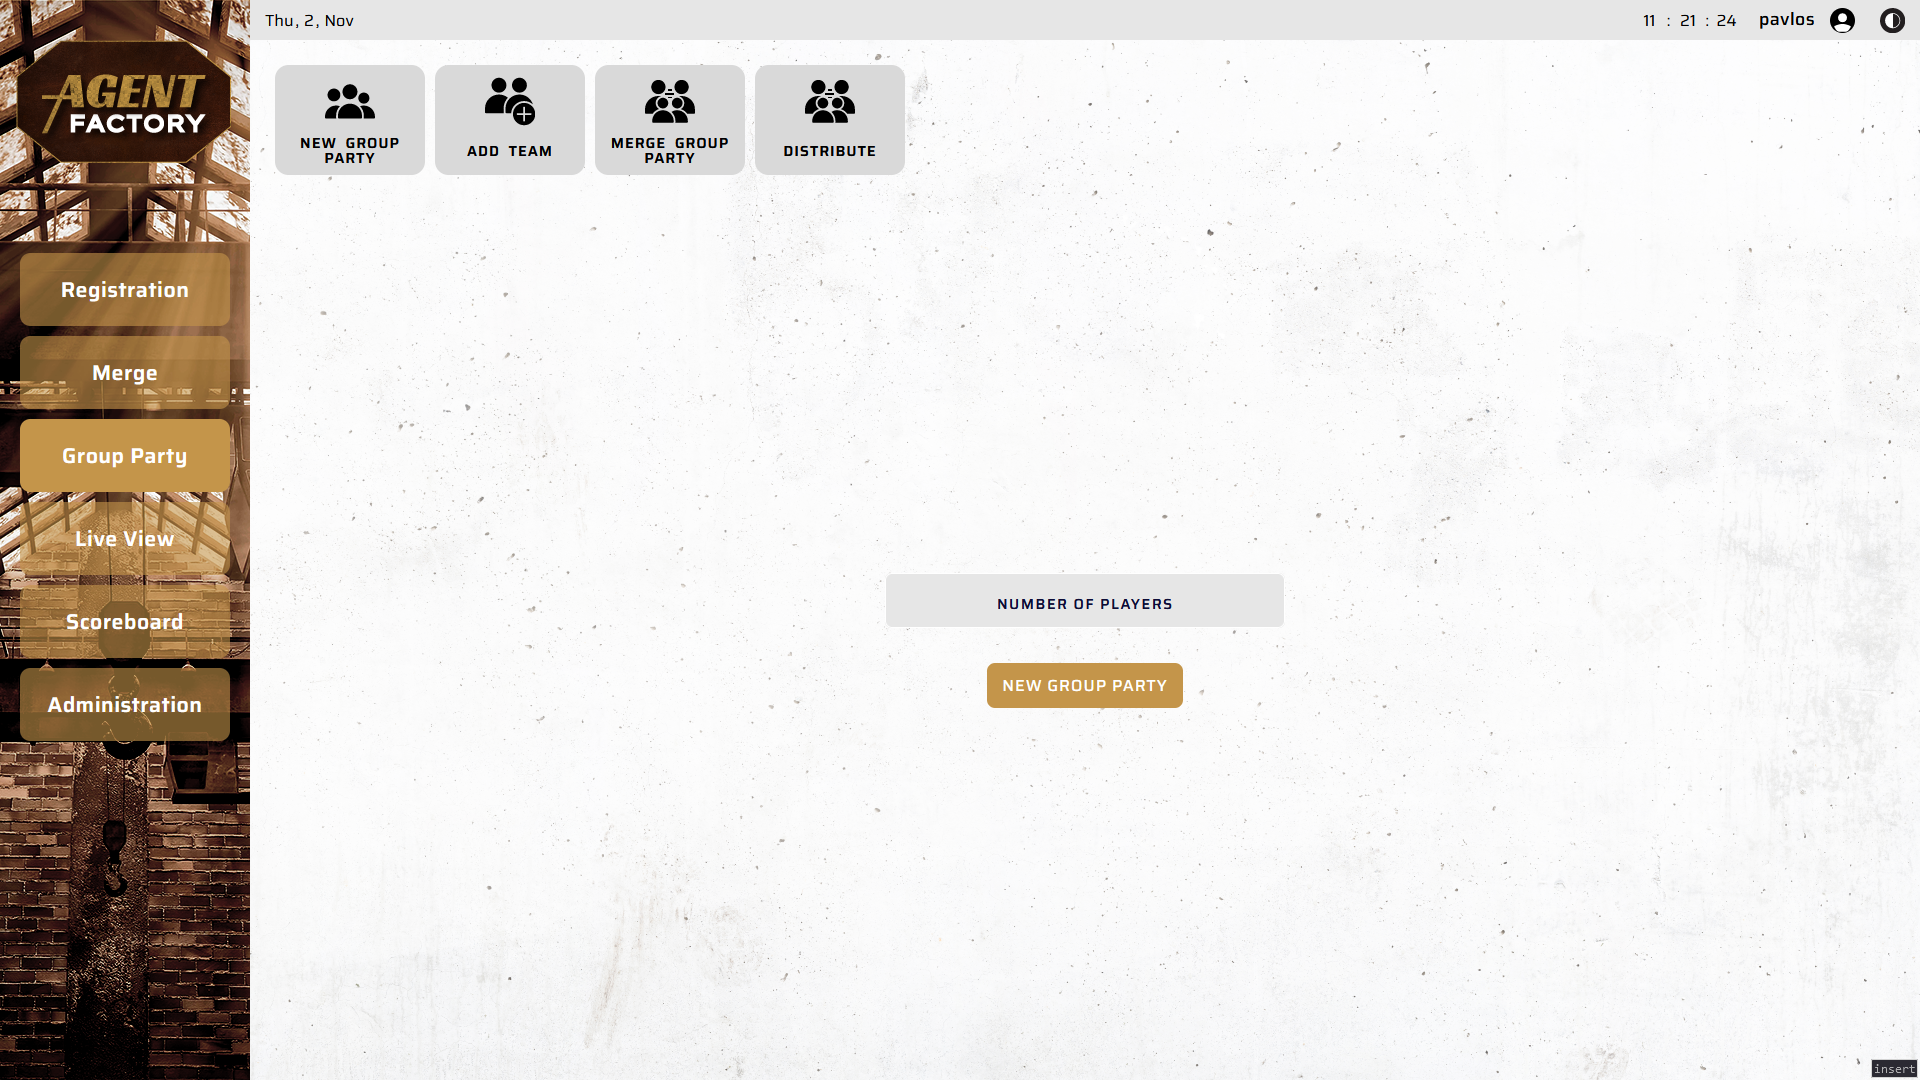 Thu, 2, Nov
11 : 21 : 24
pavlos
AGENT
FACTORY
NEW GROUP
PARTY
ADD TEAM
MERGE GROUP
PARTY
DISTRIBUTE
Registration
Merge
Group Party
Live View
Scoreboard
Administration
NUMBER OF PLAYERS
NEW GROUP PARTY
insert